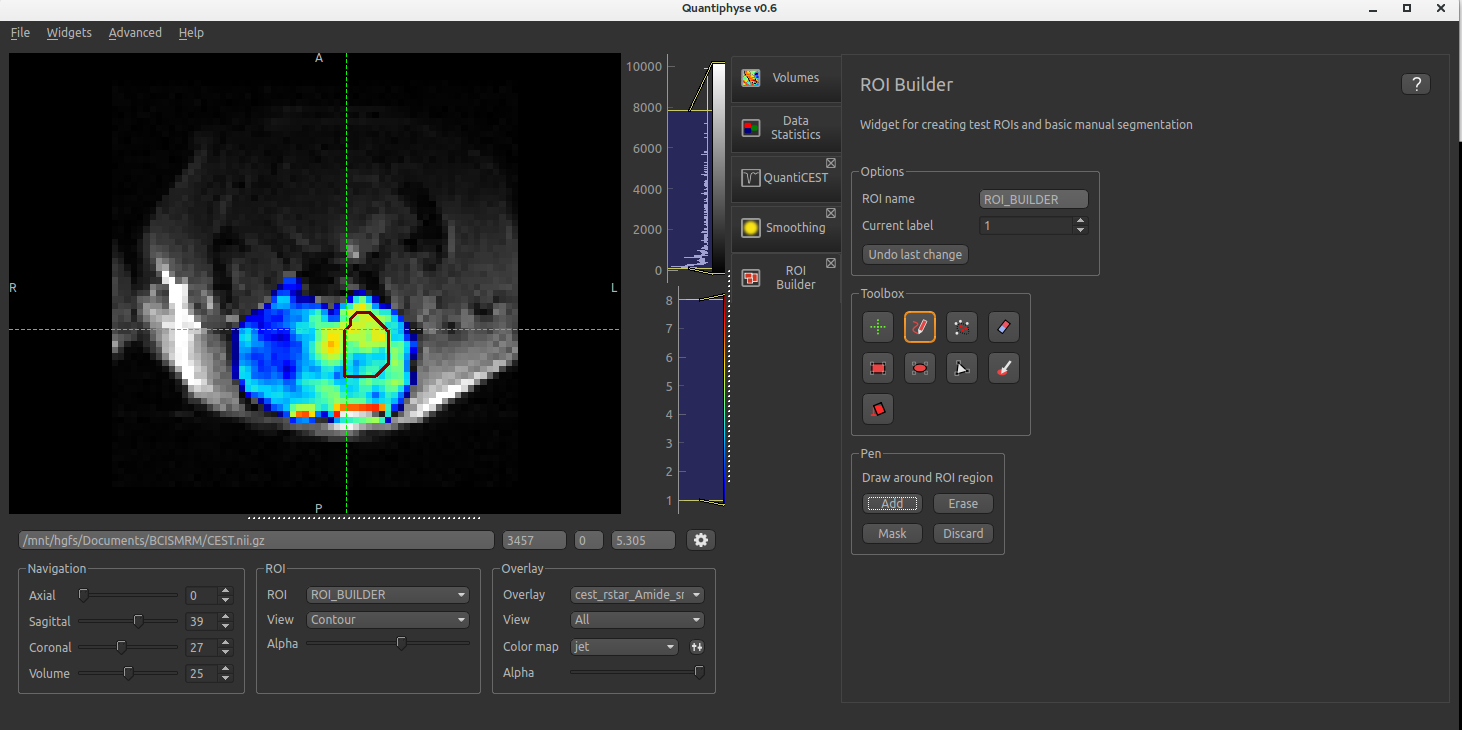 Quantiphyse v0.6
File Widgets Advanced Help
A
R
L
P
10000
8000
6000
4000
2000
0
8
7
6
5
4
3
2
1
Volumes
Data
Statistics
QuantiCEST
Smoothing
ROI
Builder
ROI Builder
?
Widget for creating test ROIs and basic manual segmentation
Options
ROI name ROI_BUILDER
Current label 1
Undo last change
Toolbox
Pen
Draw around ROI region
Add Erase
Mask Discard
/mnt/hgfs/Documents/BCISMRM/CEST.nii.gz 3457 0 5.305
Navigation
Axial 0
Sagittal 39
Coronal 27
Volume 25
ROI
ROI ROI_BUILDER
View Contour
Alpha
Overlay
Overlay cest_rstar_Amide_sr
View All
Color map jet
Alpha